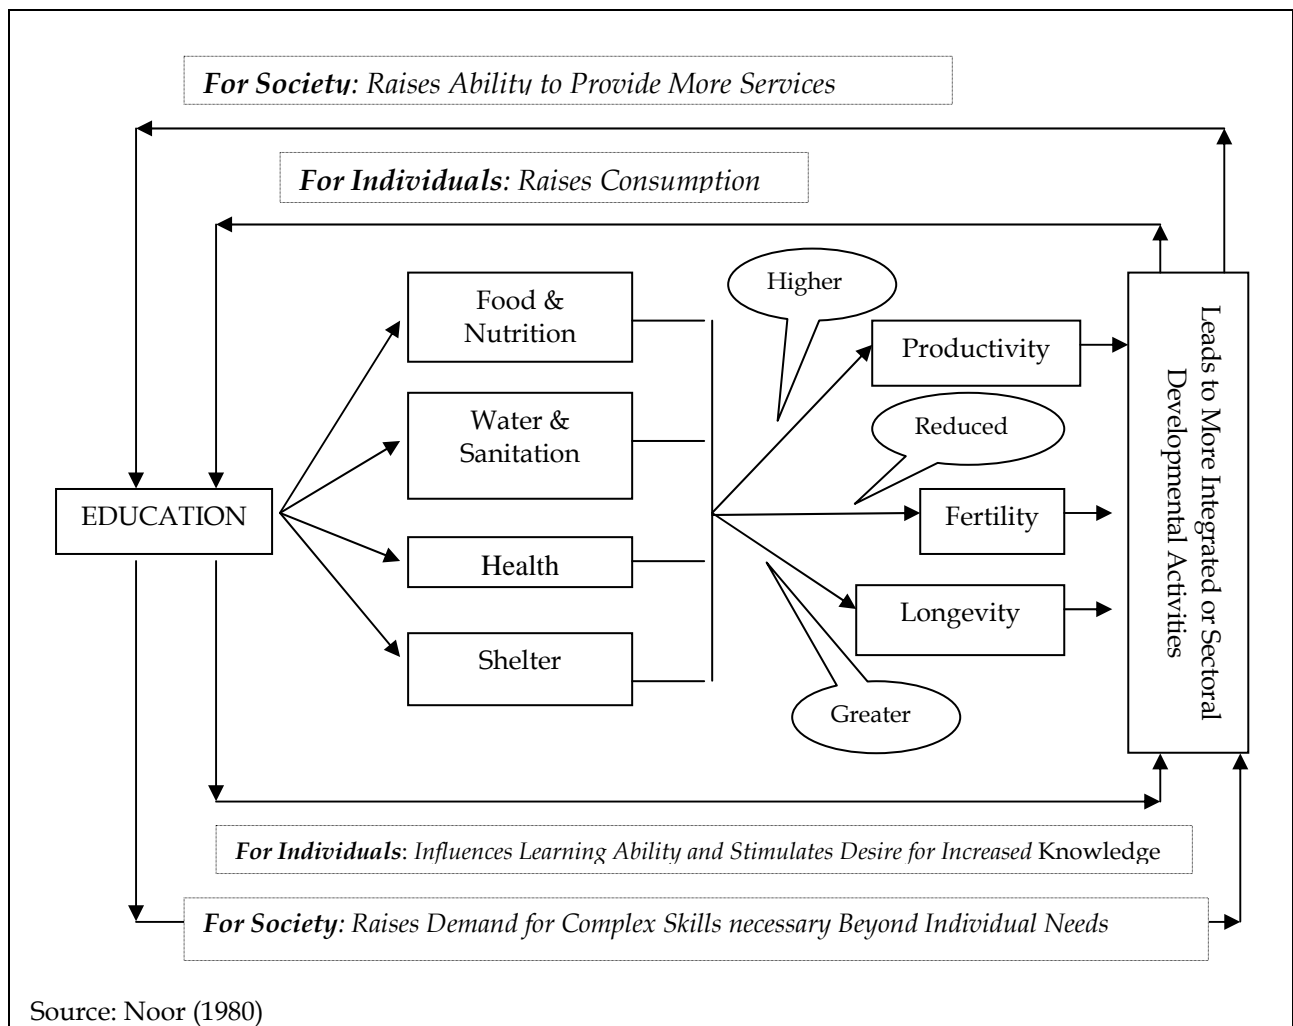 For Society: Raises Ability to Provide More Services
For Individuals: Raises Consumption
Higher
Food &
Nutrition
Productivity
Leads to More Integrated or Sectoral
Developmental Activities
Water &
Sanitation
Reduced
EDUCATION
Fertility
Health
Longevity
Shelter
Greater
For Individuals: Influences Learning Ability and Stimulates Desire for Increased Knowledge
For Society: Raises Demand for Complex Skills necessary Beyond Individual Needs
Source: Noor (1980)